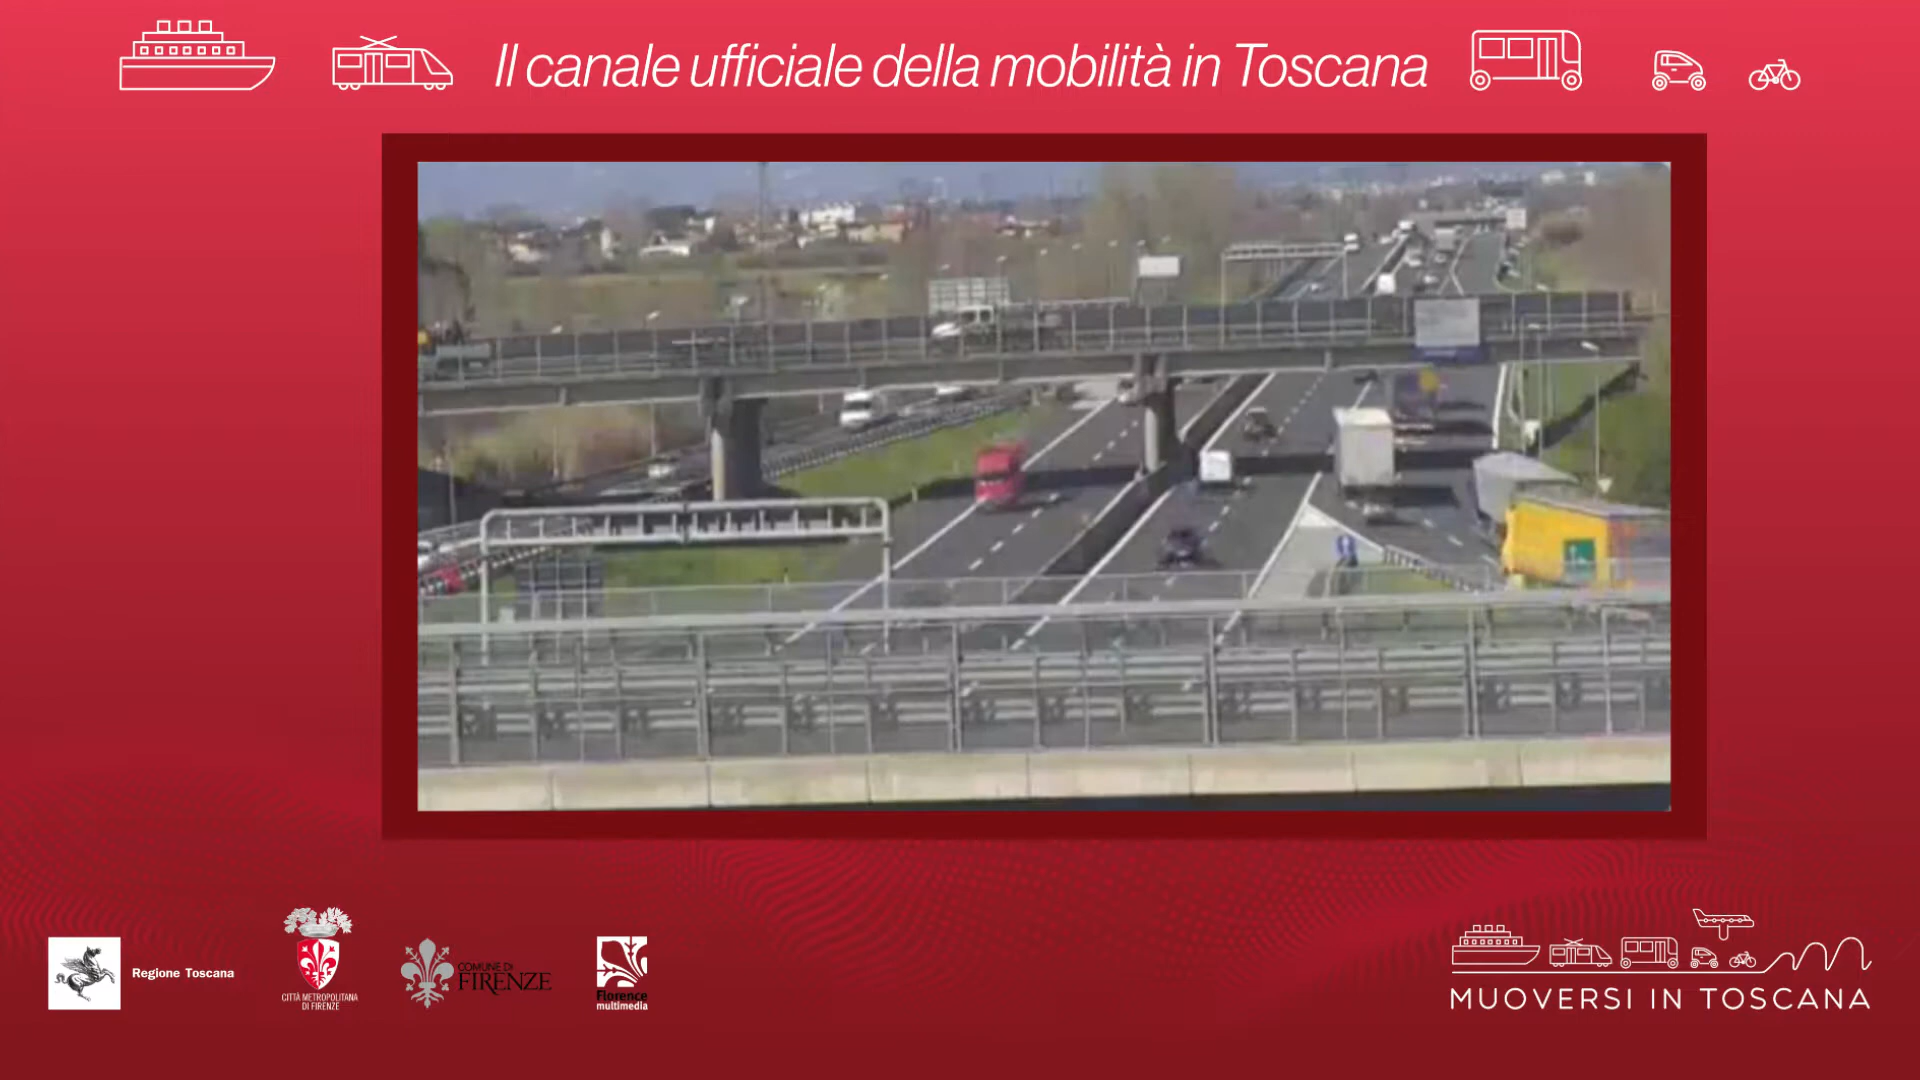 Il canale ufficiale della mobilità in Toscana
Regione Toscana
CITTÀ METROPOLITANA
DI FIRENZE
COMUNE DI
FIRENZE
Florence
multimedia
MUOVERSI IN TOSCANA